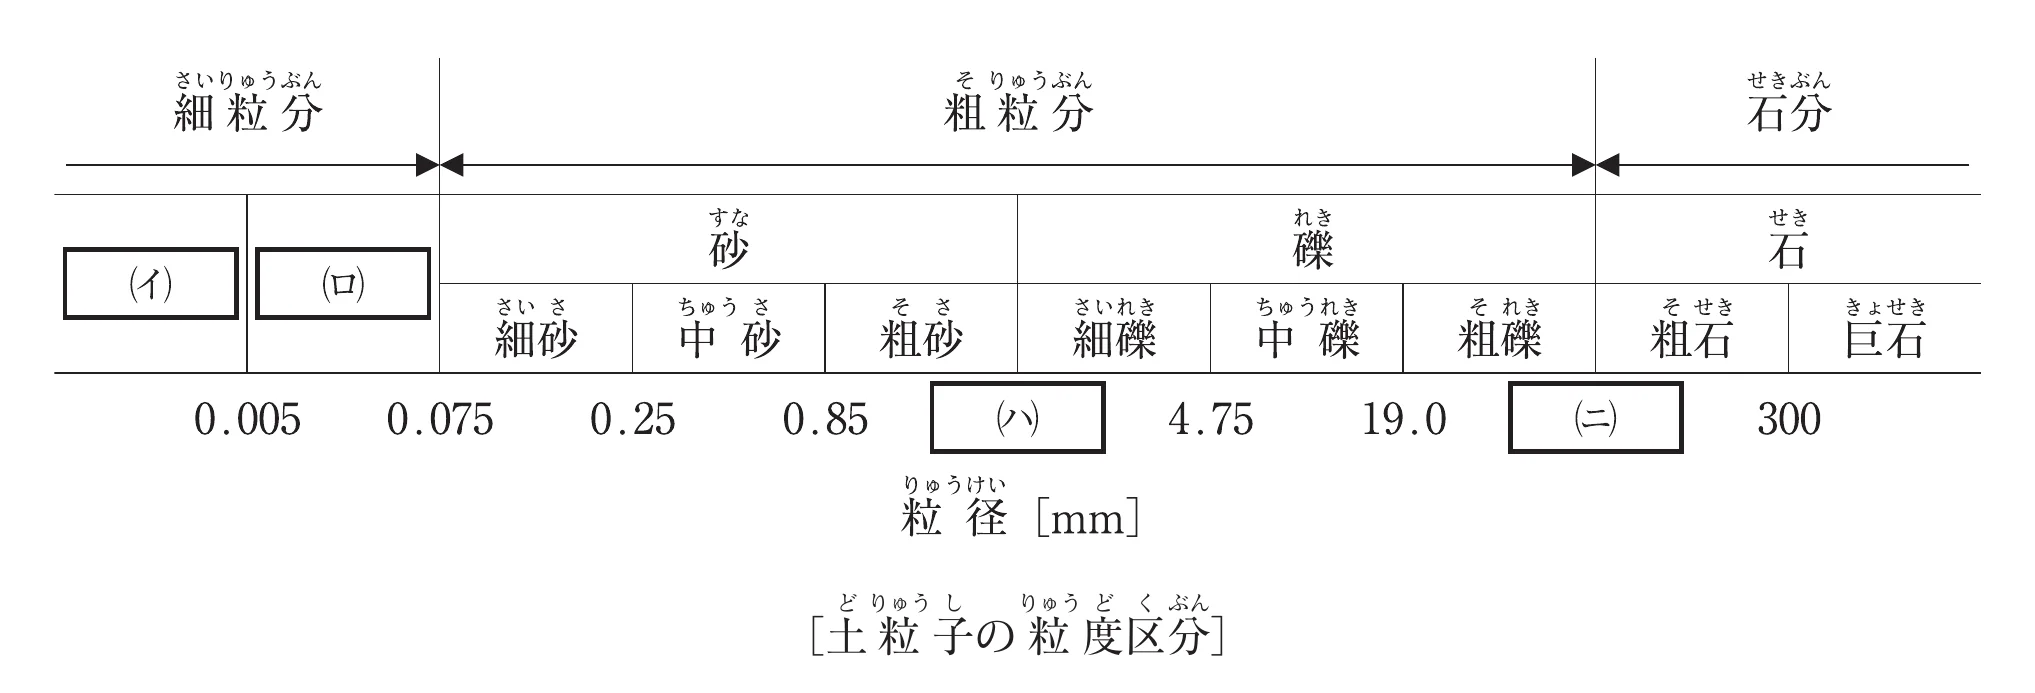 さいりゅうぶん そりゅうぶん せきぶん
細粒分 粗粒分 石分
すな れき せき
(イ) (ロ) 砂 礫 石
さいさ ちゅうさ そさ さいれき ちゅうれき それき そせき きょせき
細砂 中砂 粗砂 細礫 中礫 粗礫 粗石 巨石
0.005 0.075 0.25 0.85 (ハ) 4.75 19.0 (ニ) 300
りゅうけい
粒径 [mm]
どりゅうし りゅうどくぶん
[土粒子の粒度区分]